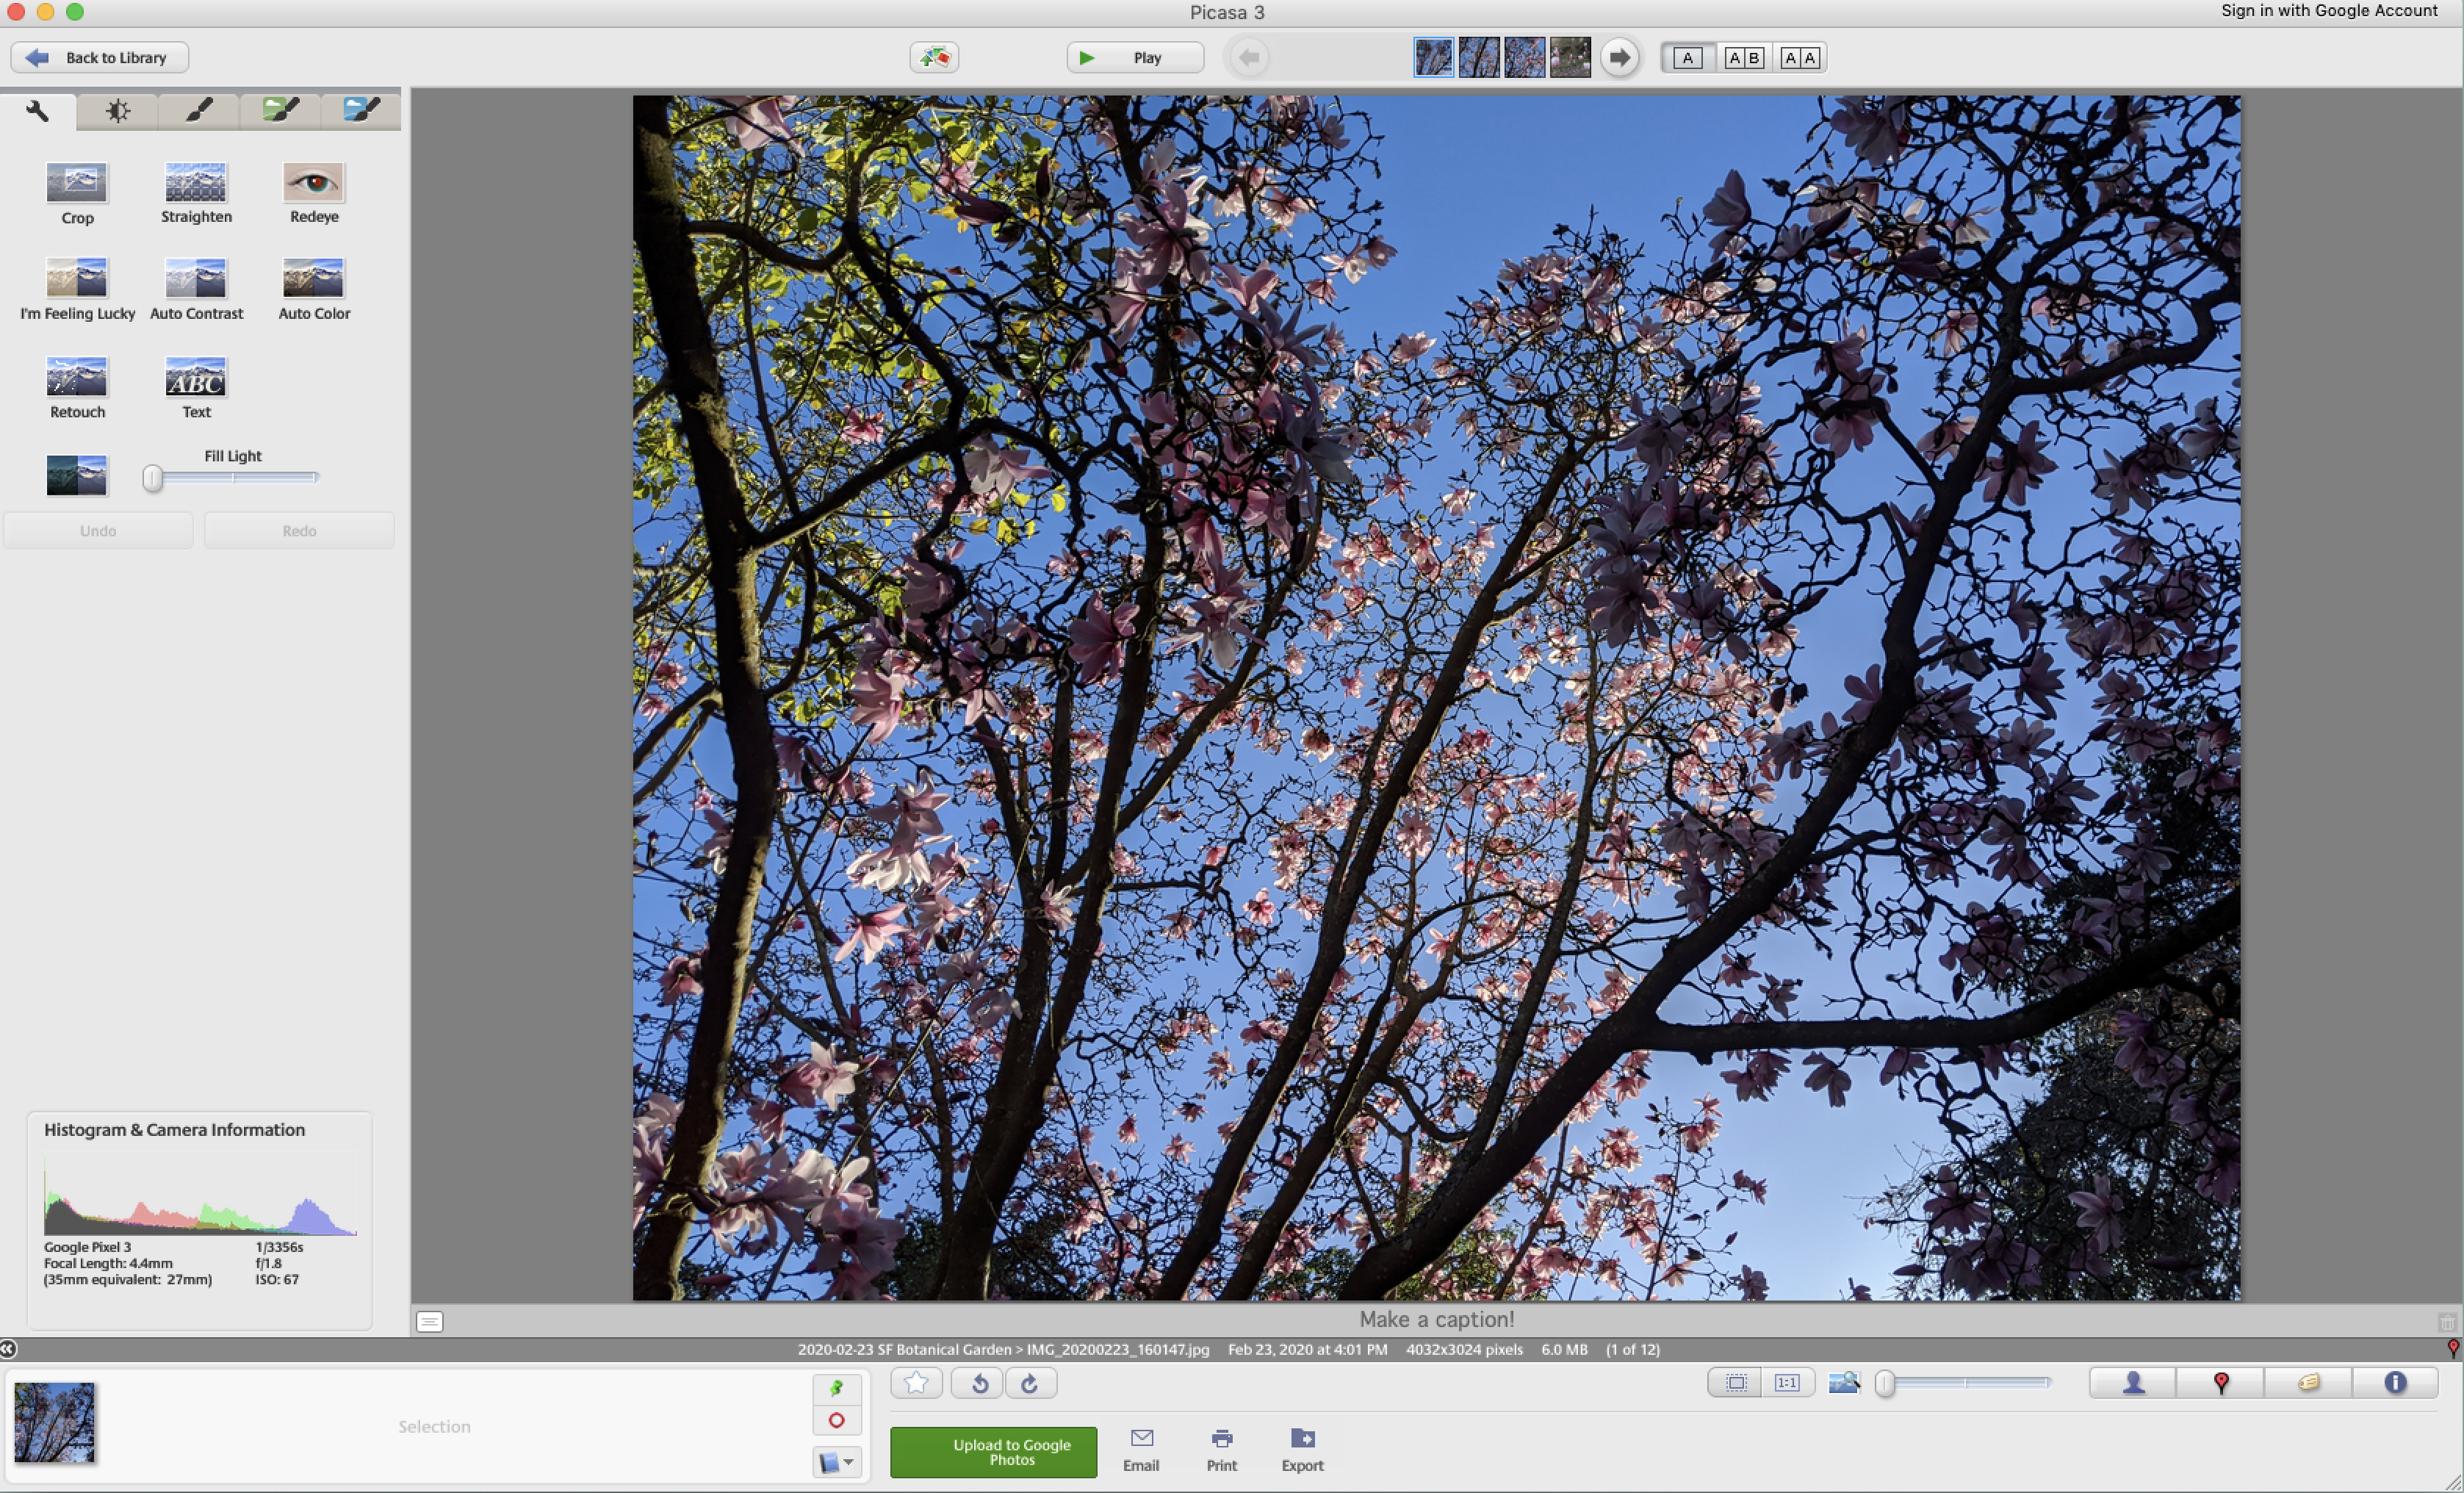 Picasa 3
Sign in with Google Account
Back to Library
Play
A
A B
A A
Crop
Straighten
Redeye
I'm Feeling Lucky
Auto Contrast
Auto Color
ABC
Retouch
Text
Fill Light
Undo
Redo
Histogram & Camera Information
Google Pixel 3
1/3356s
Focal Length: 4.4mm
f/1.8
(35mm equivalent: 27mm)
ISO: 67
Make a caption!
2020-02-23 SF Botanical Garden > IMG_20200223_160147.jpg Feb 23, 2020 at 4:01 PM 4032x3024 pixels 6.0 MB (1 of 12)
1:1
Selection
Upload to Google
Photos
Email
Print
Export